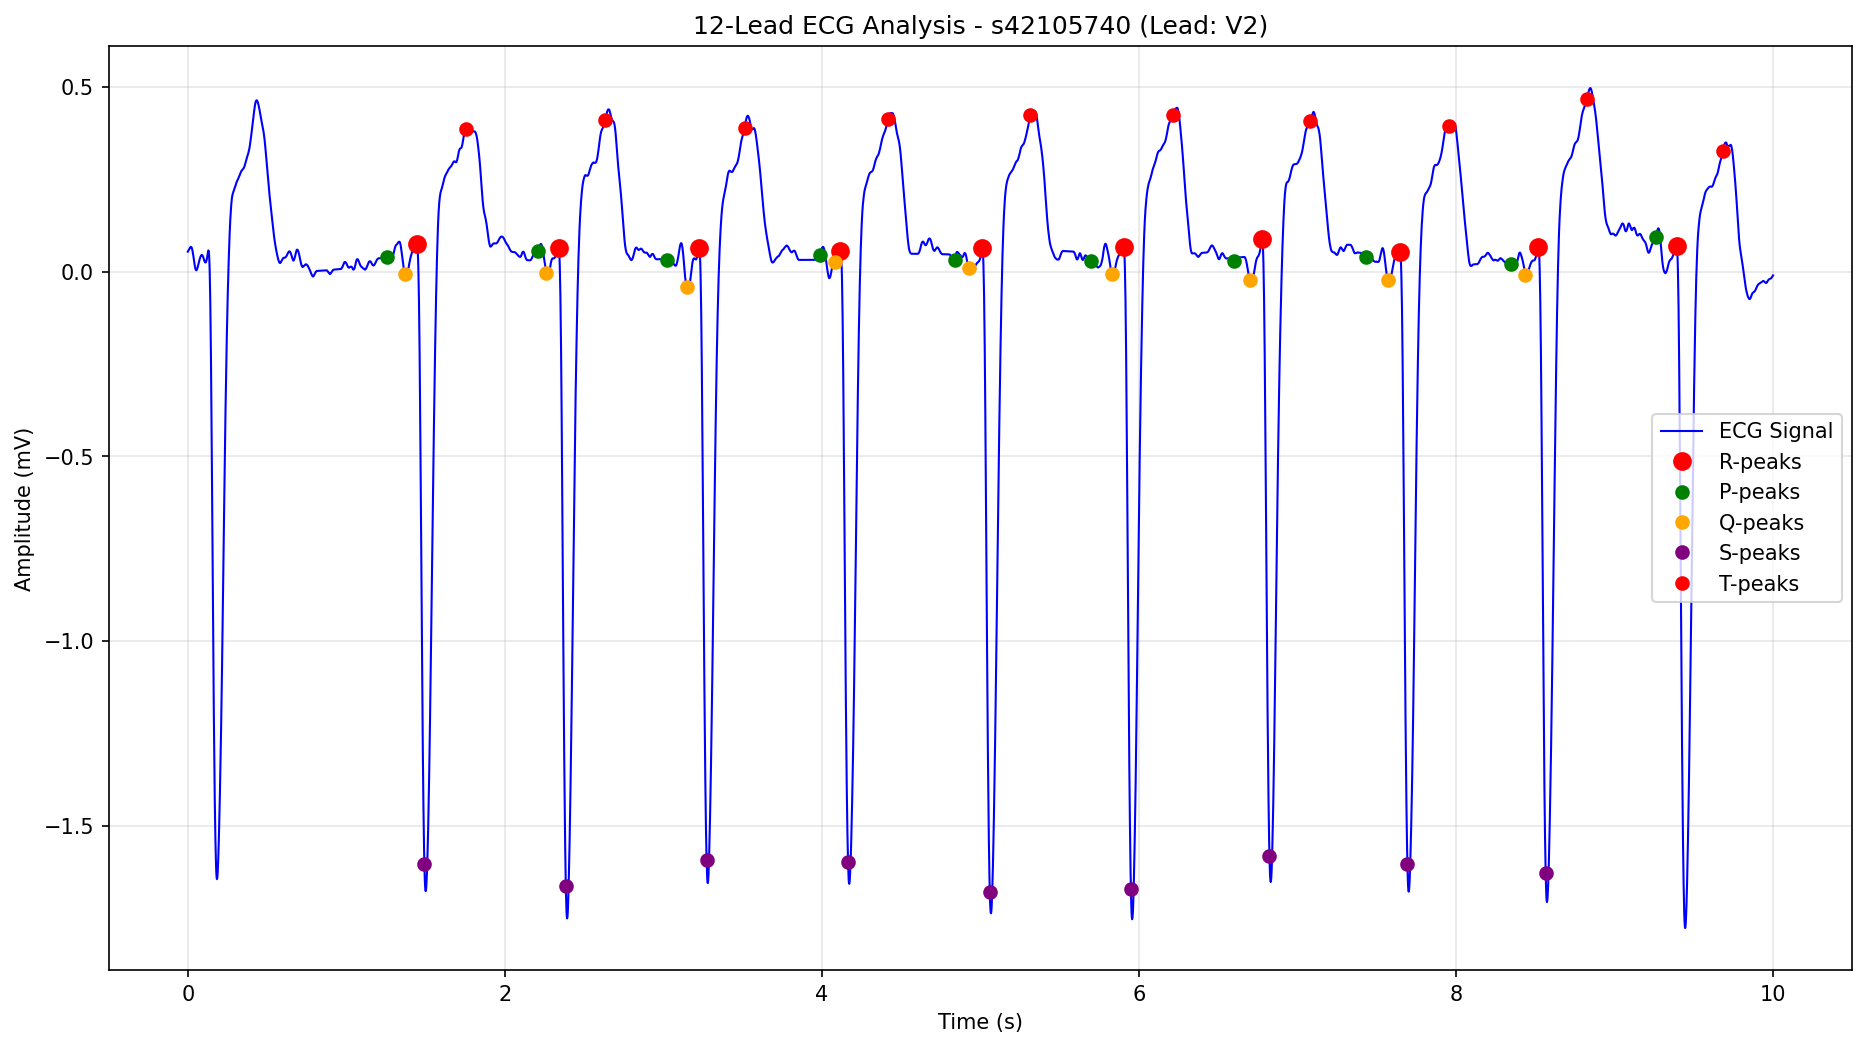 12-Lead ECG Analysis - s42105740 (Lead: V2)
Amplitude (mV)
0.5
0.0
−0.5
−1.0
−1.5
ECG Signal
R-peaks
P-peaks
Q-peaks
S-peaks
T-peaks
0 2 4 6 8 10
Time (s)